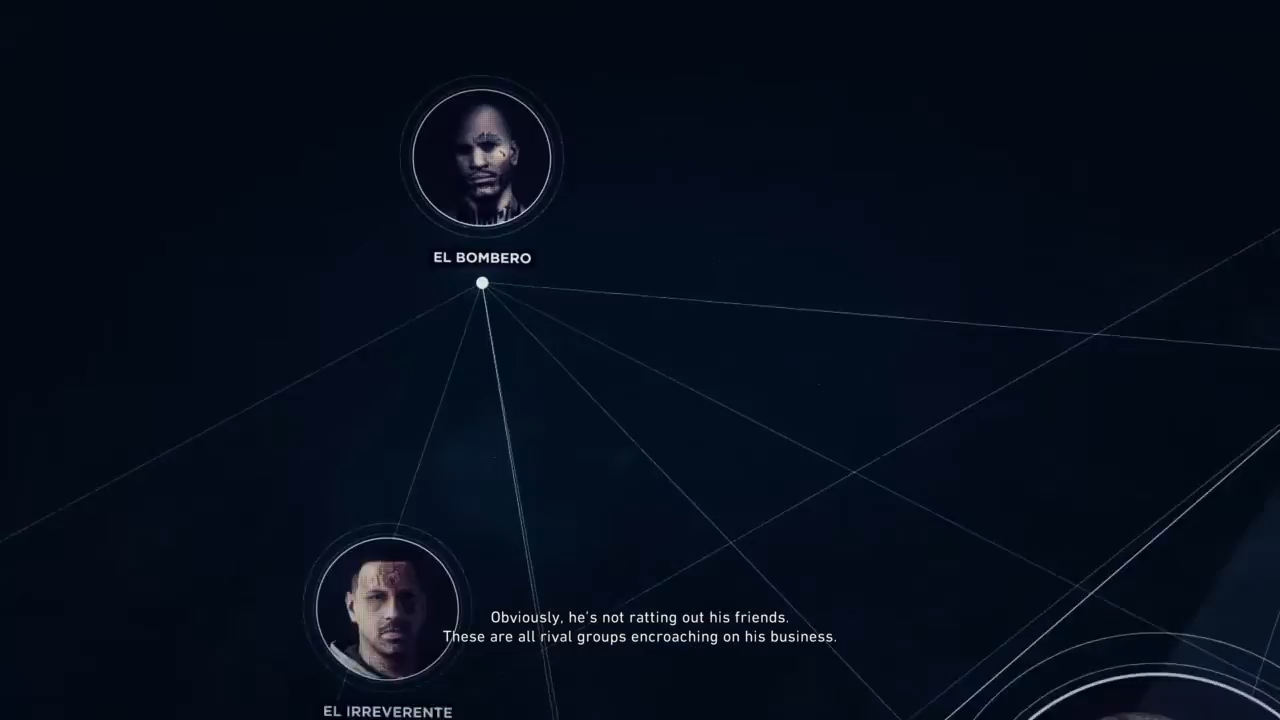 EL BOMBERO
Obviously, he's not ratting out his friends.
These are all rival groups encroaching on his business.
EL IRREVERENTE